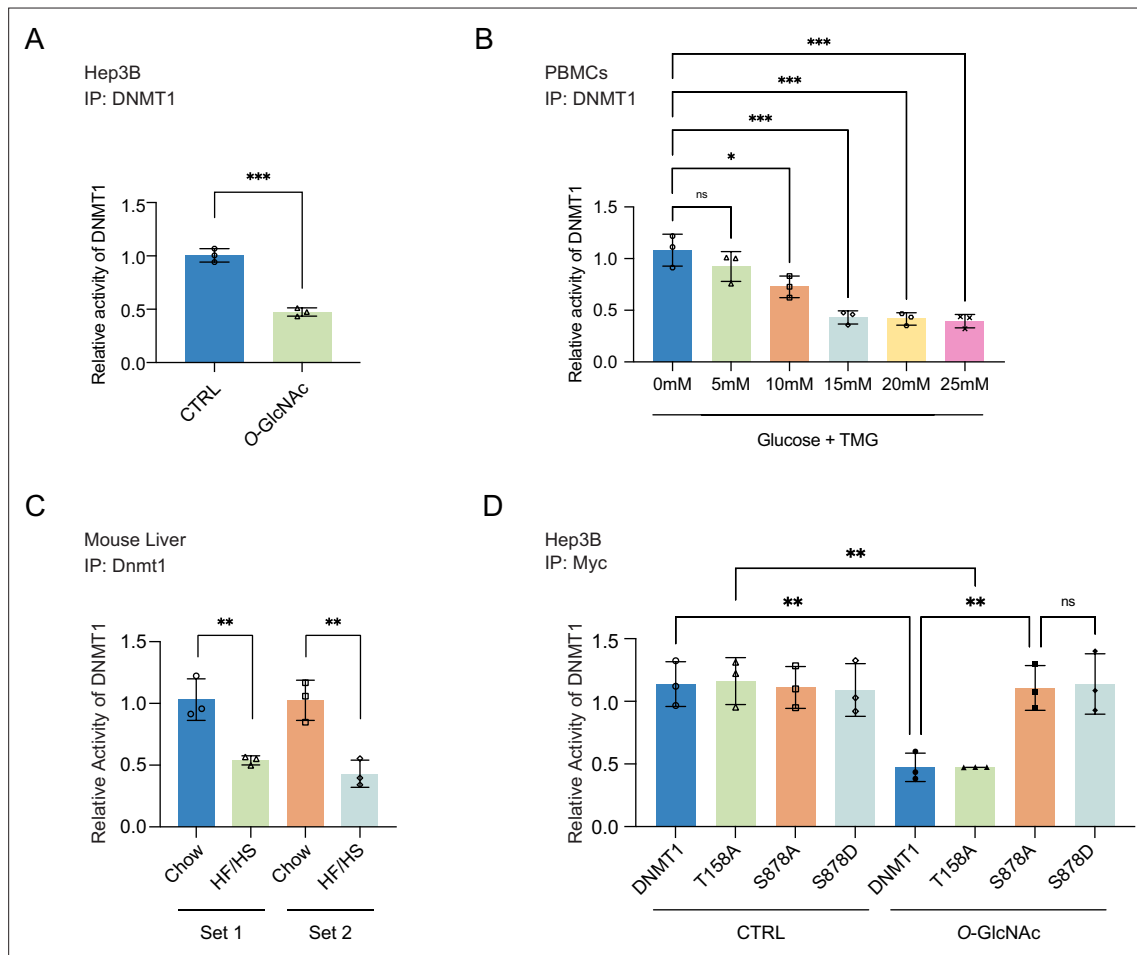 A
Hep3B
IP: DNMT1
***
Relative activity of DNMT1
1.5
1.0
0.5
0.0
CTRL
O-GlcNAc
B
PBMCs
IP: DNMT1
***
***
***
*
ns
Relative activity of DNMT1
1.5
1.0
0.5
0.0
0mM 5mM 10mM 15mM 20mM 25mM
Glucose + TMG
C
Mouse Liver
IP: Dnmt1
** **
Relative Activity of DNMT1
1.5
1.0
0.5
0.0
Chow HF/HS Chow HF/HS
Set 1 Set 2
D
Hep3B
IP: Myc
**
** ** ns
Relative Activity of DNMT1
1.5
1.0
0.5
0.0
DNMT1 T158A S878A S878D DNMT1 T158A S878A S878D
CTRL O-GlcNAc